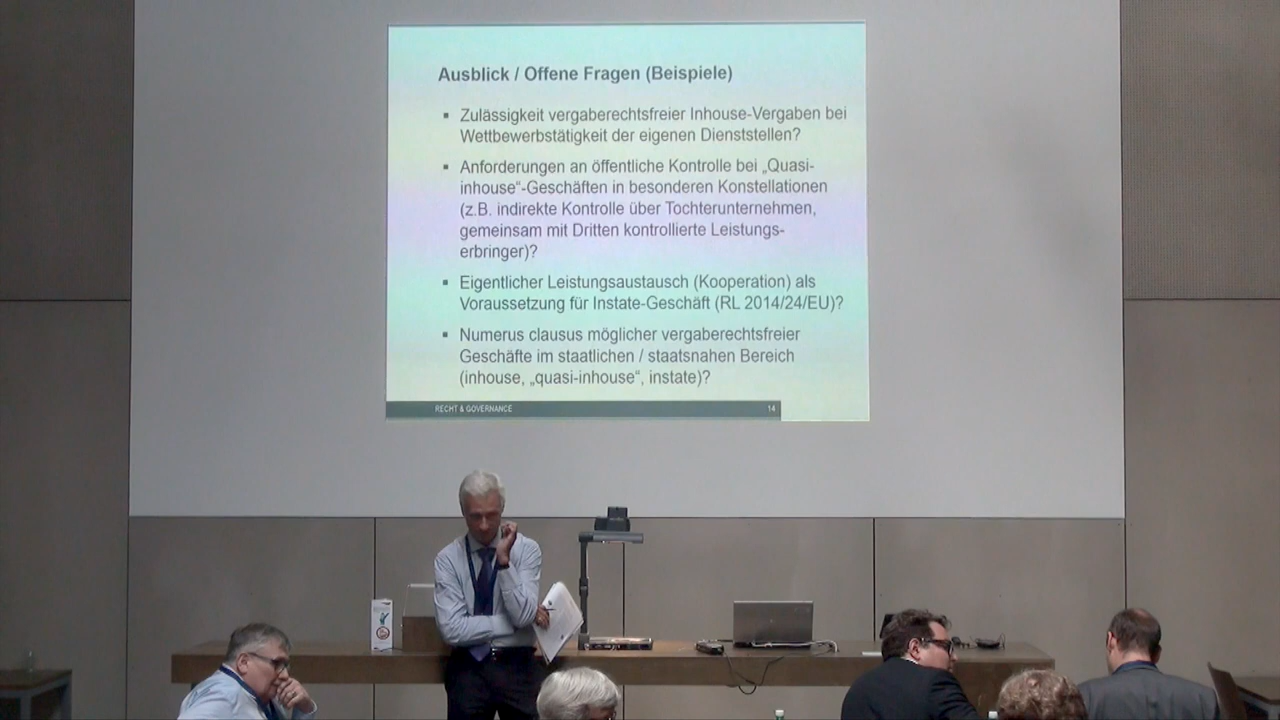 Ausblick / Offene Fragen (Beispiele)
▪ Zulässigkeit vergaberechtsfreier Inhouse-Vergaben bei
Wettbewerbstätigkeit der eigenen Dienststellen?
▪ Anforderungen an öffentliche Kontrolle bei „Quasi-
inhouse“-Geschäften in besonderen Konstellationen
(z.B. indirekte Kontrolle über Tochterunternehmen,
gemeinsam mit Dritten kontrollierte Leistungs-
erbringer)?
▪ Eigentlicher Leistungsaustausch (Kooperation) als
Voraussetzung für Instate-Geschäft (RL 2014/24/EU)?
▪ Numerus clausus möglicher vergaberechtsfreier
Geschäfte im staatlichen / staatsnahen Bereich
(inhouse, „quasi-inhouse“, instate)?
RECHT & GOVERNANCE 14